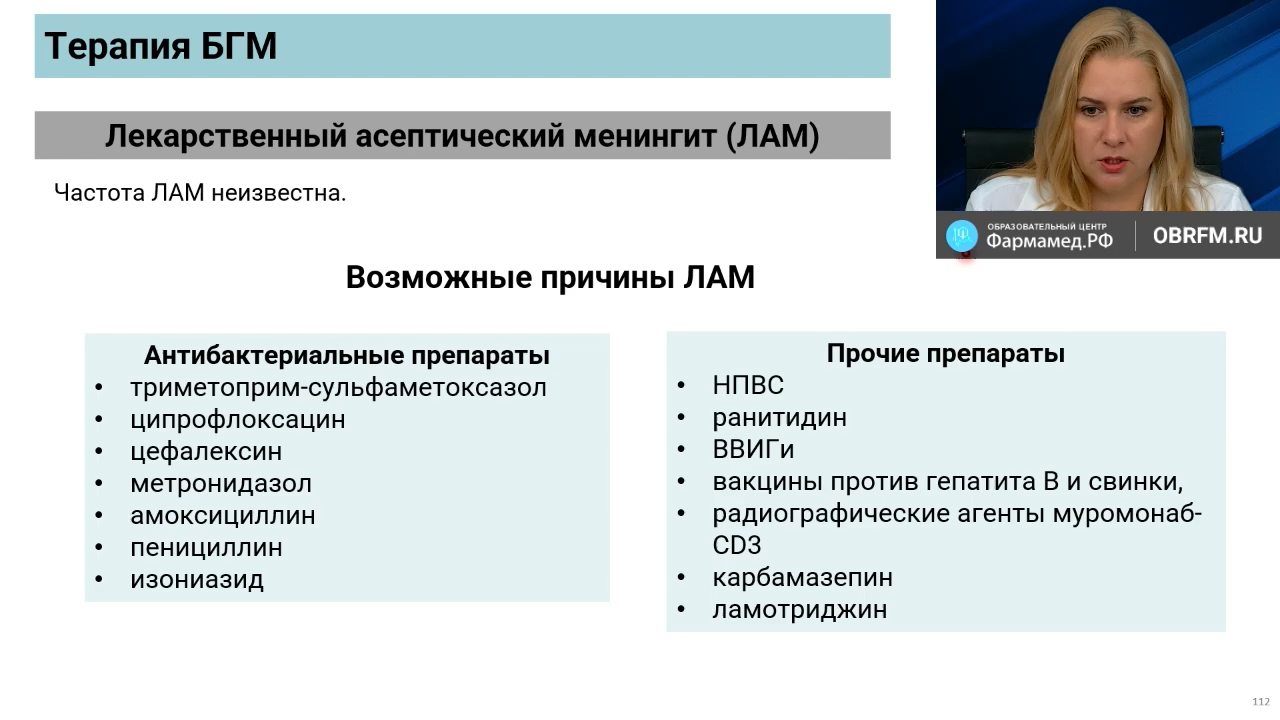 Терапия БГМ
Лекарственный асептический менингит (ЛАМ)
Частота ЛАМ неизвестна.
ОБРАЗОВАТЕЛЬНЫЙ ЦЕНТР
Фармамед.РФ
OBRFM.RU
Возможные причины ЛАМ
Антибактериальные препараты
• триметоприм-сульфаметоксазол
• ципрофлоксацин
• цефалексин
• метронидазол
• амоксициллин
• пенициллин
• изониазид
Прочие препараты
• НПВС
• ранитидин
• ВВИГи
• вакцины против гепатита В и свинки,
• радиографические агенты муромонаб-
CD3
• карбамазепин
• ламотриджин
112